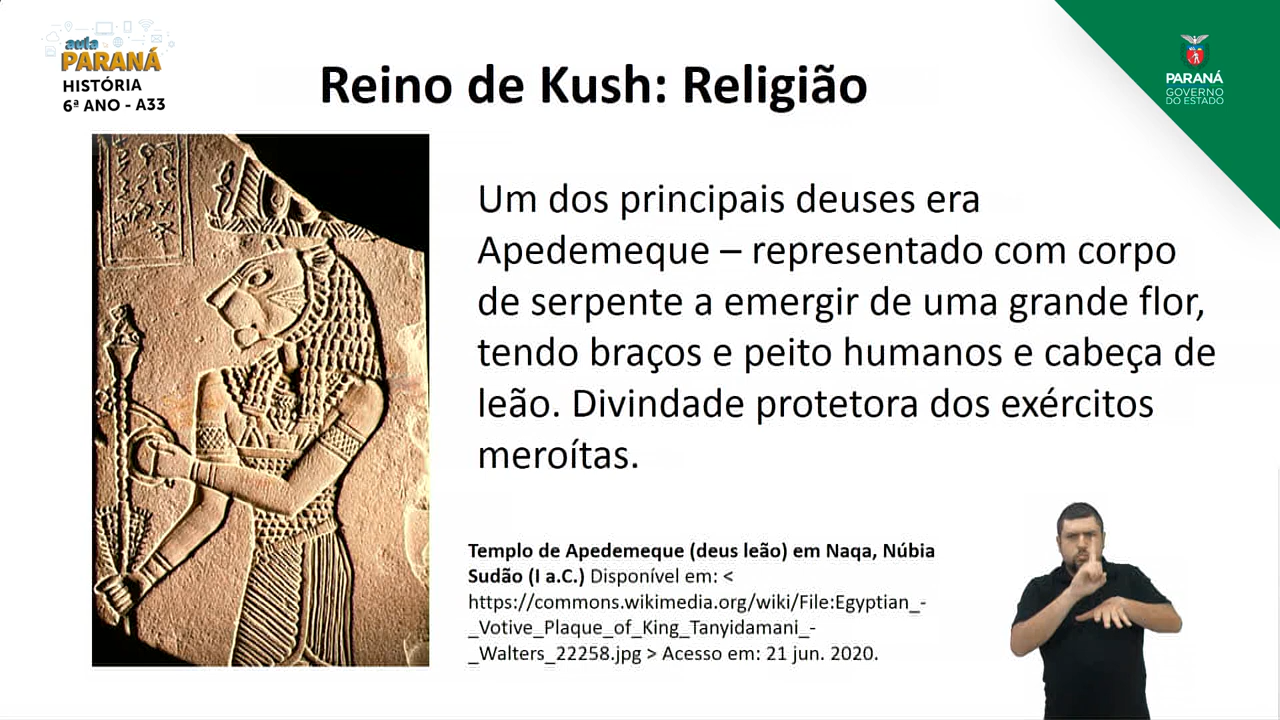 aula
PARANÁ
HISTÓRIA
6ª ANO - A33
Reino de Kush: Religião
PARANÁ
GOVERNO
DO ESTADO
Um dos principais deuses era
Apedemeque – representado com corpo
de serpente a emergir de uma grande flor,
tendo braços e peito humanos e cabeça de
leão. Divindade protetora dos exércitos
meroítas.
Templo de Apedemeque (deus leão) em Naqa, Núbia
Sudão (I a.C.) Disponível em: <
https://commons.wikimedia.org/wiki/File:Egyptian_-
_Votive_Plaque_of_King_Tanyidamani_-
_Walters_22258.jpg > Acesso em: 21 jun. 2020.